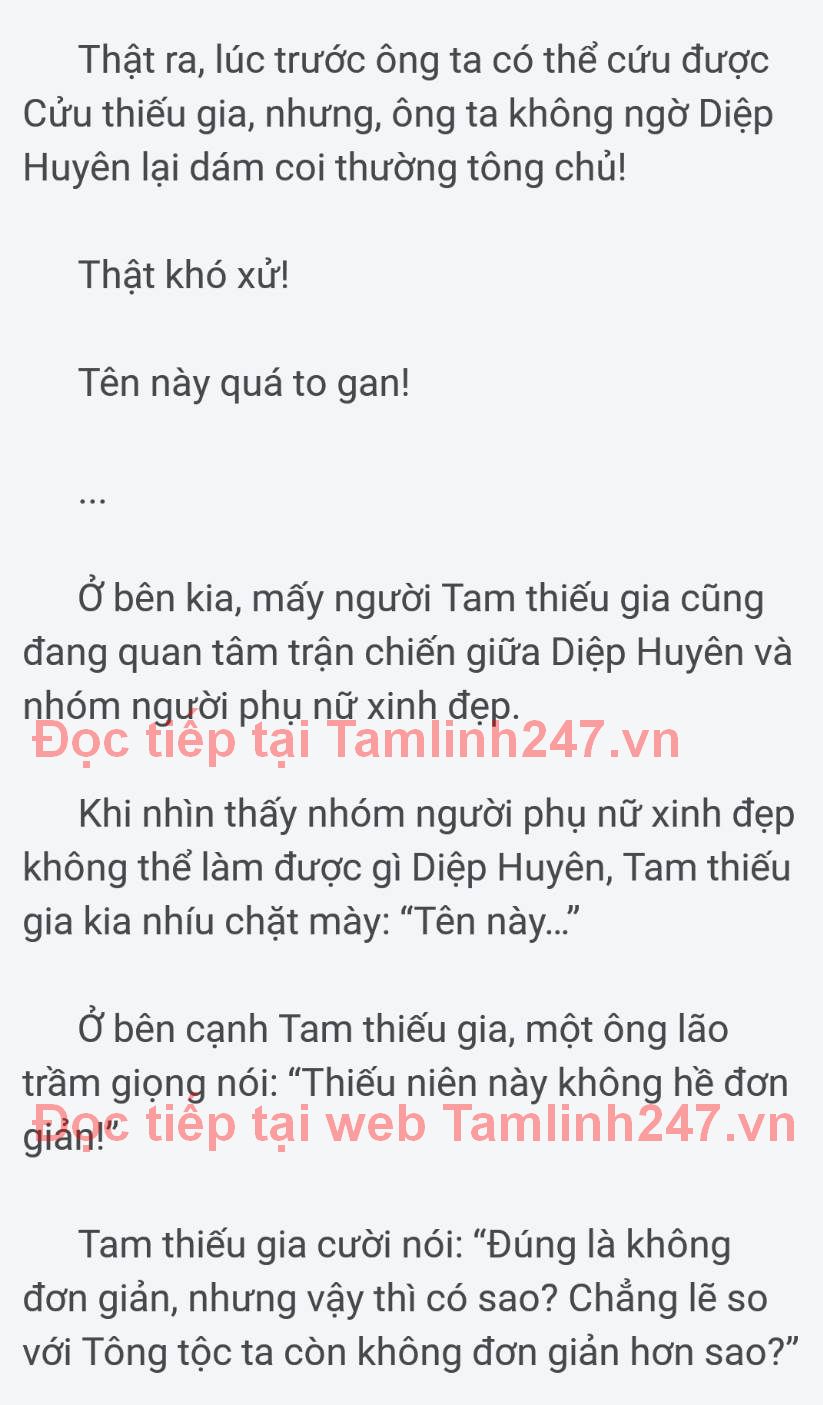 Thật ra, lúc trước ông ta có thể cứu được
Cửu thiếu gia, nhưng, ông ta không ngờ Diệp
Huyên lại dám coi thường tông chủ!
Thật khó xử!
Tên này quá to gan!
...
Ở bên kia, mấy người Tam thiếu gia cũng
đang quan tâm trận chiến giữa Diệp Huyên và
nhóm người phụ nữ xinh đẹp.
Đọc tiếp tại Tamlinh247.vn
Khi nhìn thấy nhóm người phụ nữ xinh đẹp
không thể làm được gì Diệp Huyên, Tam thiếu
gia kia nhíu chặt mày: “Tên này...”
Ở bên cạnh Tam thiếu gia, một ông lão
trầm giọng nói: “Thiếu niên này không hề đơn
giản!”
Đọc tiếp tại web Tamlinh247.vn
Tam thiếu gia cười nói: “Đúng là không
đơn giản, nhưng vậy thì có sao? Chẳng lẽ so
với Tông tộc ta còn không đơn giản hơn sao?”